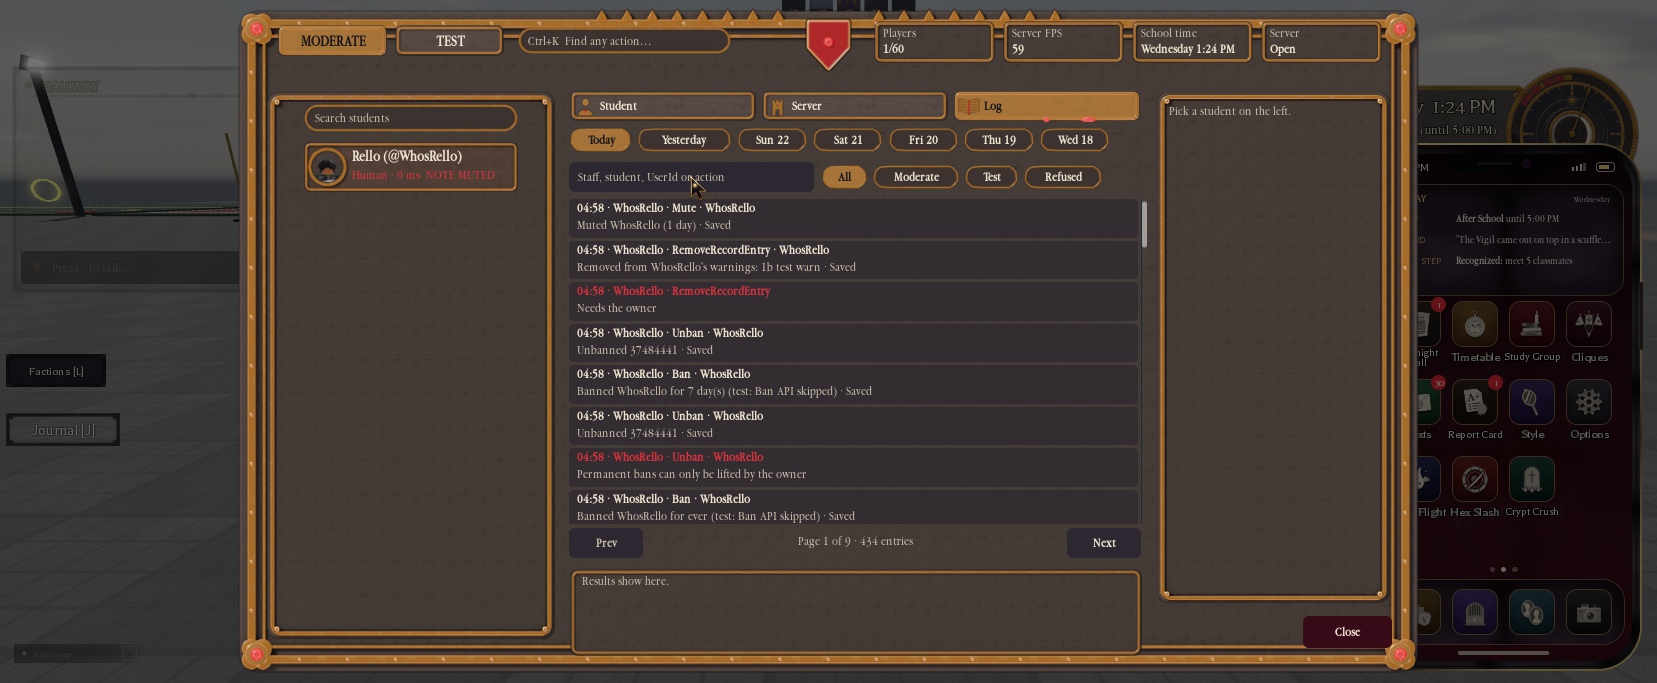 MODERATE
TEST
Ctrl+K Find any action...
Players
1/60
Server FPS
59
School time
Wednesday 1:24 PM
Server
Open
Search students
Rello (@WhosRello)
Human · 0 ms NOTE MUTED
Student
Server
Log
Today
Yesterday
Sun 22
Sat 21
Fri 20
Thu 19
Wed 18
Staff, student, UserId or action
All
Moderate
Test
Refused
04:58 · WhosRello · Mute · WhosRello
Muted WhosRello (1 day) · Saved
04:58 · WhosRello · RemoveRecordEntry · WhosRello
Removed from WhosRello's warnings: 1b test warn · Saved
04:58 · WhosRello · RemoveRecordEntry
Needs the owner
04:58 · WhosRello · Unban · WhosRello
Unbanned 37484441 · Saved
04:58 · WhosRello · Ban · WhosRello
Banned WhosRello for 7 day(s) (test: Ban API skipped) · Saved
04:58 · WhosRello · Unban · WhosRello
Unbanned 37484441 · Saved
04:58 · WhosRello · Unban · WhosRello
Permanent bans can only be lifted by the owner
04:58 · WhosRello · Ban · WhosRello
Banned WhosRello for ever (test: Ban API skipped) · Saved
Prev
Page 1 of 9 · 434 entries
Next
Results show here.
Pick a student on the left.
Close
Factions [L]
Journal [J]
1:24 PM
(until 5:00 PM)
PM
Wednesday
After School until 5:00 PM
"The Vigil came out on top in a scuffle...
STEP
Recognized: meet 5 classmates
1
Timetable
Study Group
Cliques
30
1
Report Card
Style
Options
Flight
Hex Slash
Crypt Crush